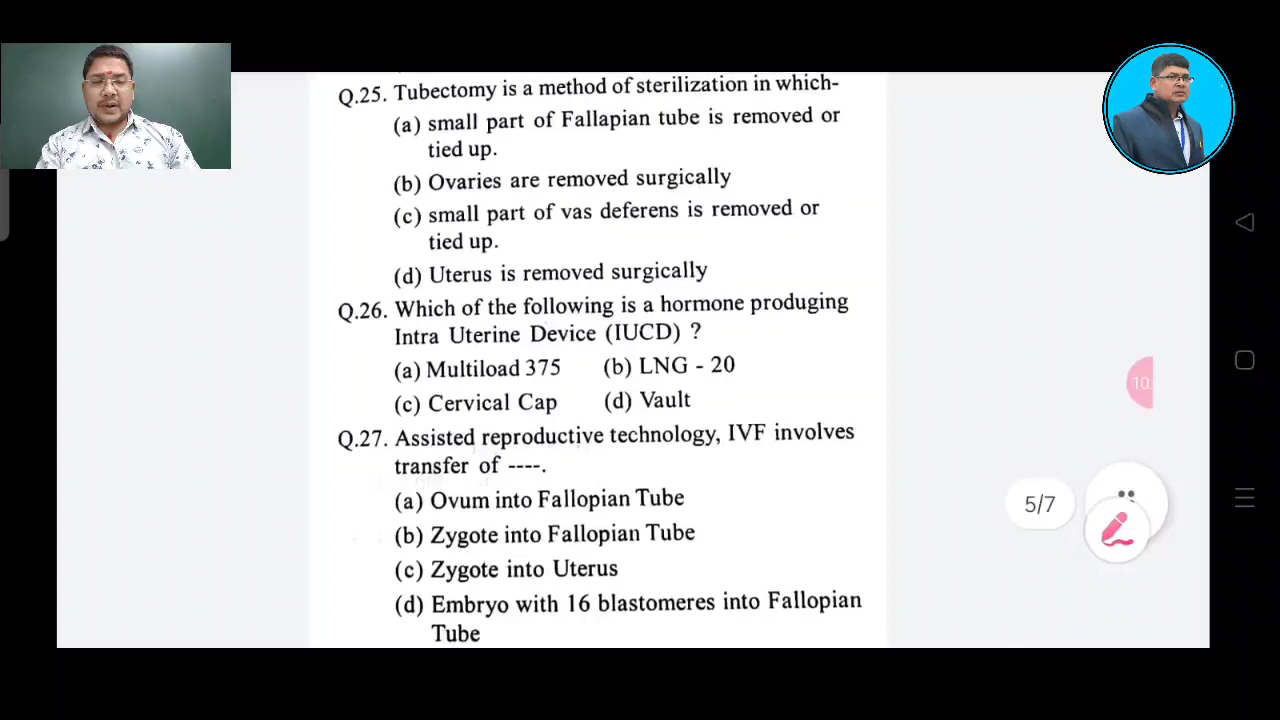 Q.25. Tubectomy is a method of sterilization in which-
(a) small part of Fallapian tube is removed or
tied up.
(b) Ovaries are removed surgically
(c) small part of vas deferens is removed or
tied up.
(d) Uterus is removed surgically
Q.26. Which of the following is a hormone produging
Intra Uterine Device (IUCD) ?
(a) Multiload 375 (b) LNG - 20
(c) Cervical Cap (d) Vault
Q.27. Assisted reproductive technology, IVF involves
transfer of ----.
(a) Ovum into Fallopian Tube
(b) Zygote into Fallopian Tube
(c) Zygote into Uterus
(d) Embryo with 16 blastomeres into Fallopian
Tube
10
5/7